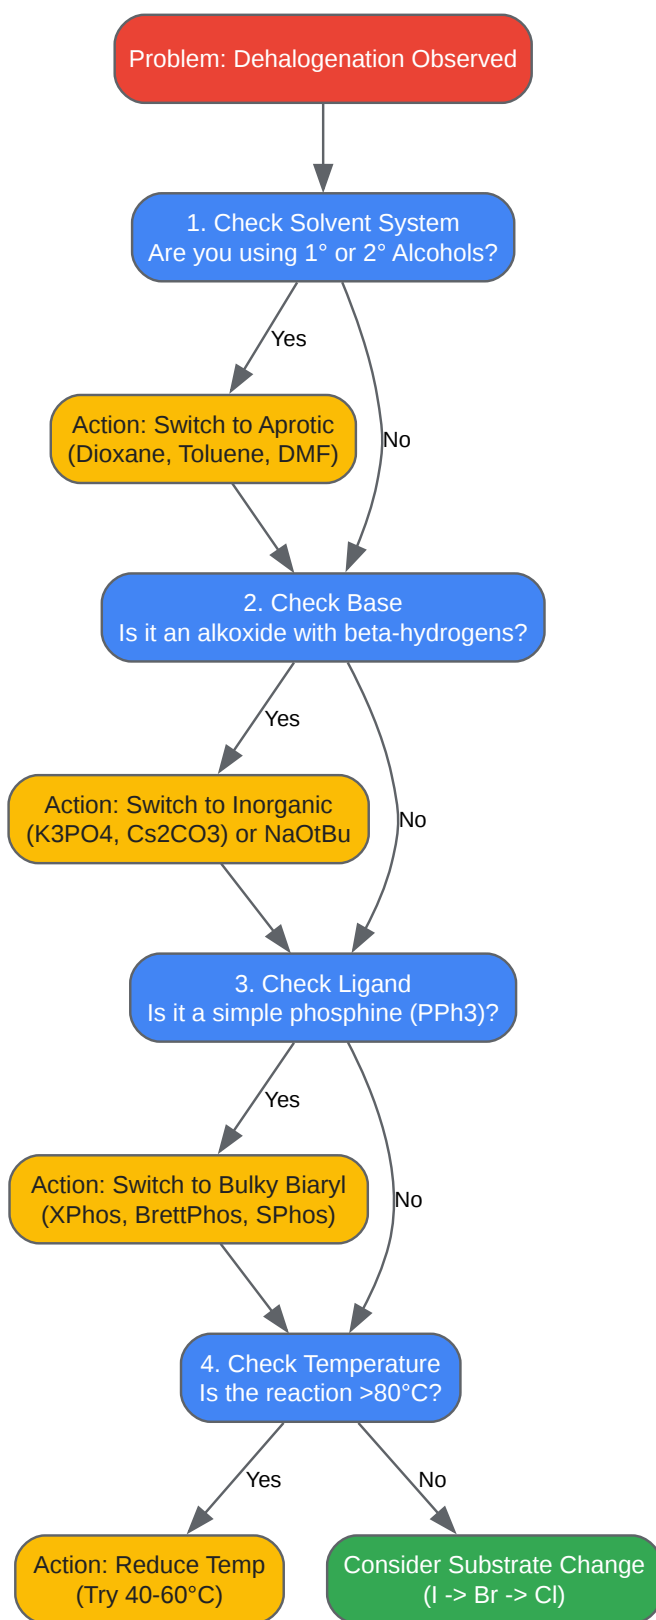 Problem: Dehalogenation Observed
1. Check Solvent System
Are you using 1° or 2° Alcohols?
Yes
Action: Switch to Aprotic
(Dioxane, Toluene, DMF)
No
2. Check Base
Is it an alkoxide with beta-hydrogens?
Yes
Action: Switch to Inorganic
(K3PO4, Cs2CO3) or NaOtBu
No
3. Check Ligand
Is it a simple phosphine (PPh3)?
Yes
Action: Switch to Bulky Biaryl
(XPhos, BrettPhos, SPhos)
No
4. Check Temperature
Is the reaction >80°C?
Yes
No
Action: Reduce Temp
(Try 40-60°C)
Consider Substrate Change
(I -> Br -> Cl)